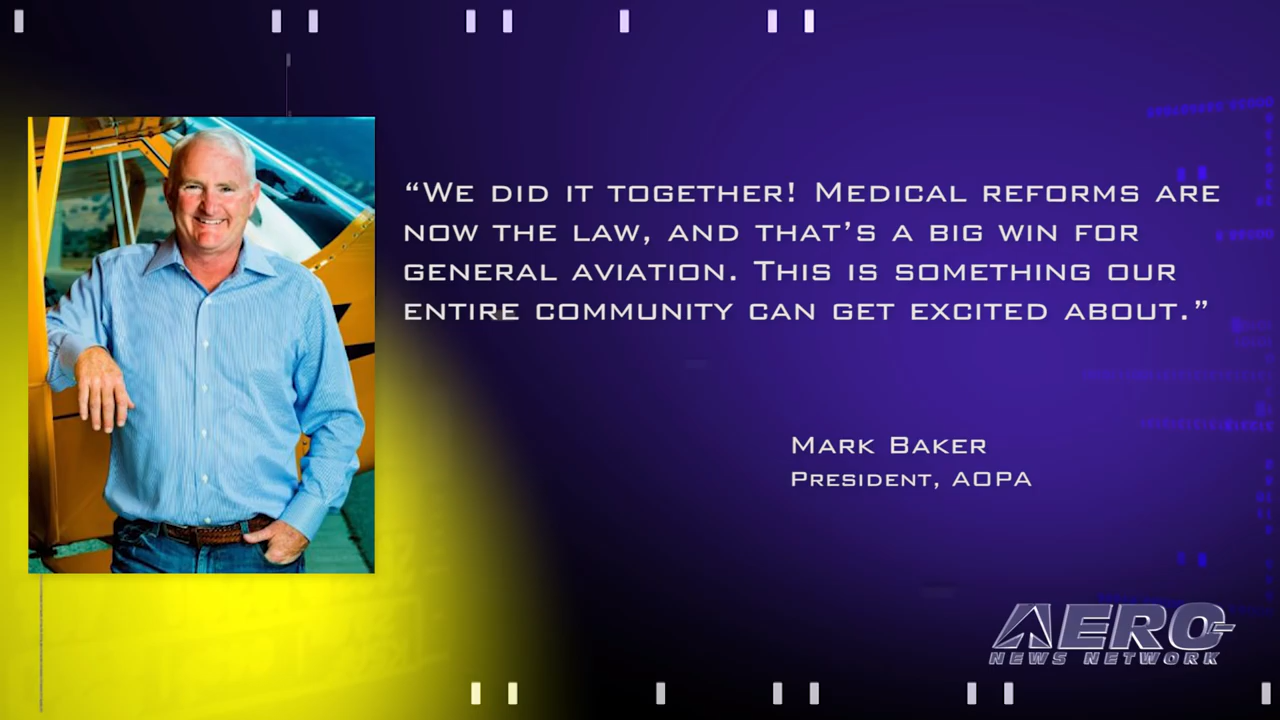 “We did it together! Medical reforms are
now the law, and that’s a big win for
general aviation. This is something our
entire community can get excited about.”
Mark Baker
President, AOPA
AERO
NEWS NETWORK